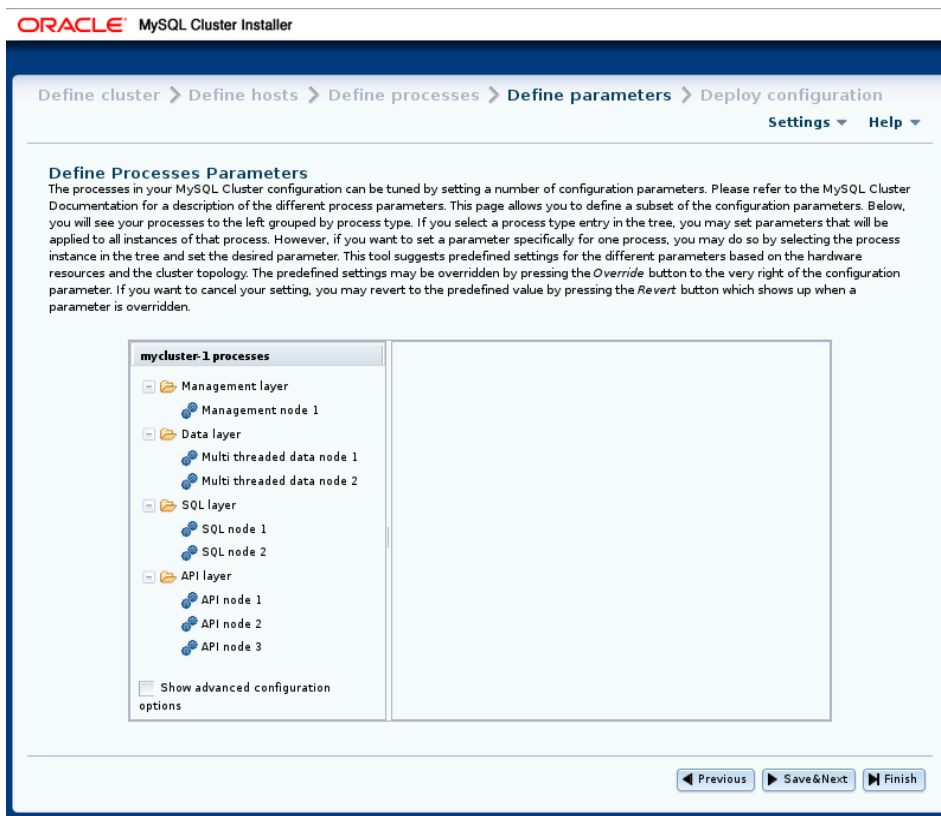 ORACLE® MySQL Cluster Installer
Define cluster > Define hosts > Define processes > Define parameters > Deploy configuration
Settings Help
Define Processes Parameters
The processes in your MySQL Cluster configuration can be tuned by setting a number of configuration parameters. Please refer to the MySQL Cluster
Documentation for a description of the different process parameters. This page allows you to define a subset of the configuration parameters. Below,
you will see your processes to the left grouped by process type. If you select a process type entry in the tree, you may set parameters that will be
applied to all instances of that process. However, if you want to set a parameter specifically for one process, you may do so by selecting the process
instance in the tree and set the desired parameter. This tool suggests predefined settings for the different parameters based on the hardware
resources and the cluster topology. The predefined settings may be overridden by pressing the Override button to the very right of the configuration
parameter. If you want to cancel your setting, you may revert to the predefined value by pressing the Revert button which shows up when a
parameter is overridden.
mycluster-1 processes
Management layer
Management node 1
Data layer
Multi threaded data node 1
Multi threaded data node 2
SQL layer
SQL node 1
SQL node 2
API layer
API node 1
API node 2
API node 3
Show advanced configuration
options
Previous Save&Next Finish